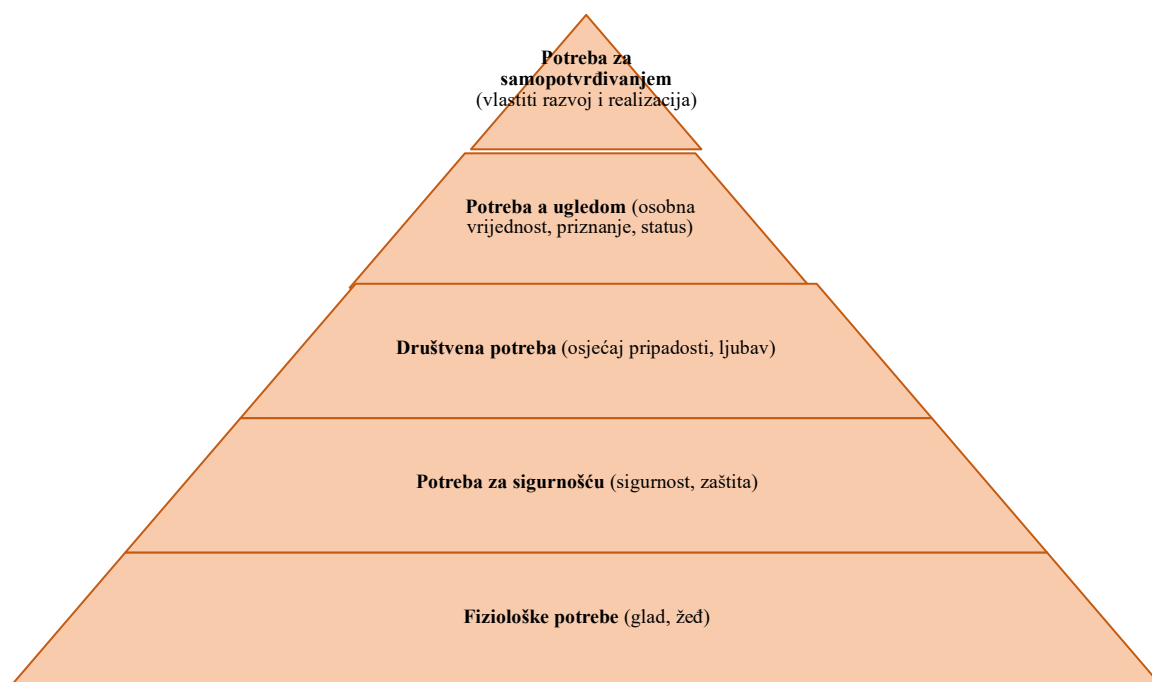 Potreba za
samopotvrđivanjem
(vlastiti razvoj i realizacija)
Potreba a ugledom (osobna
vrijednost, priznanje, status)
Društvena potreba (osjećaj pripadosti, ljubav)
Potreba za sigurnošću (sigurnost, zaštita)
Fiziološke potrebe (glad, žeđ)